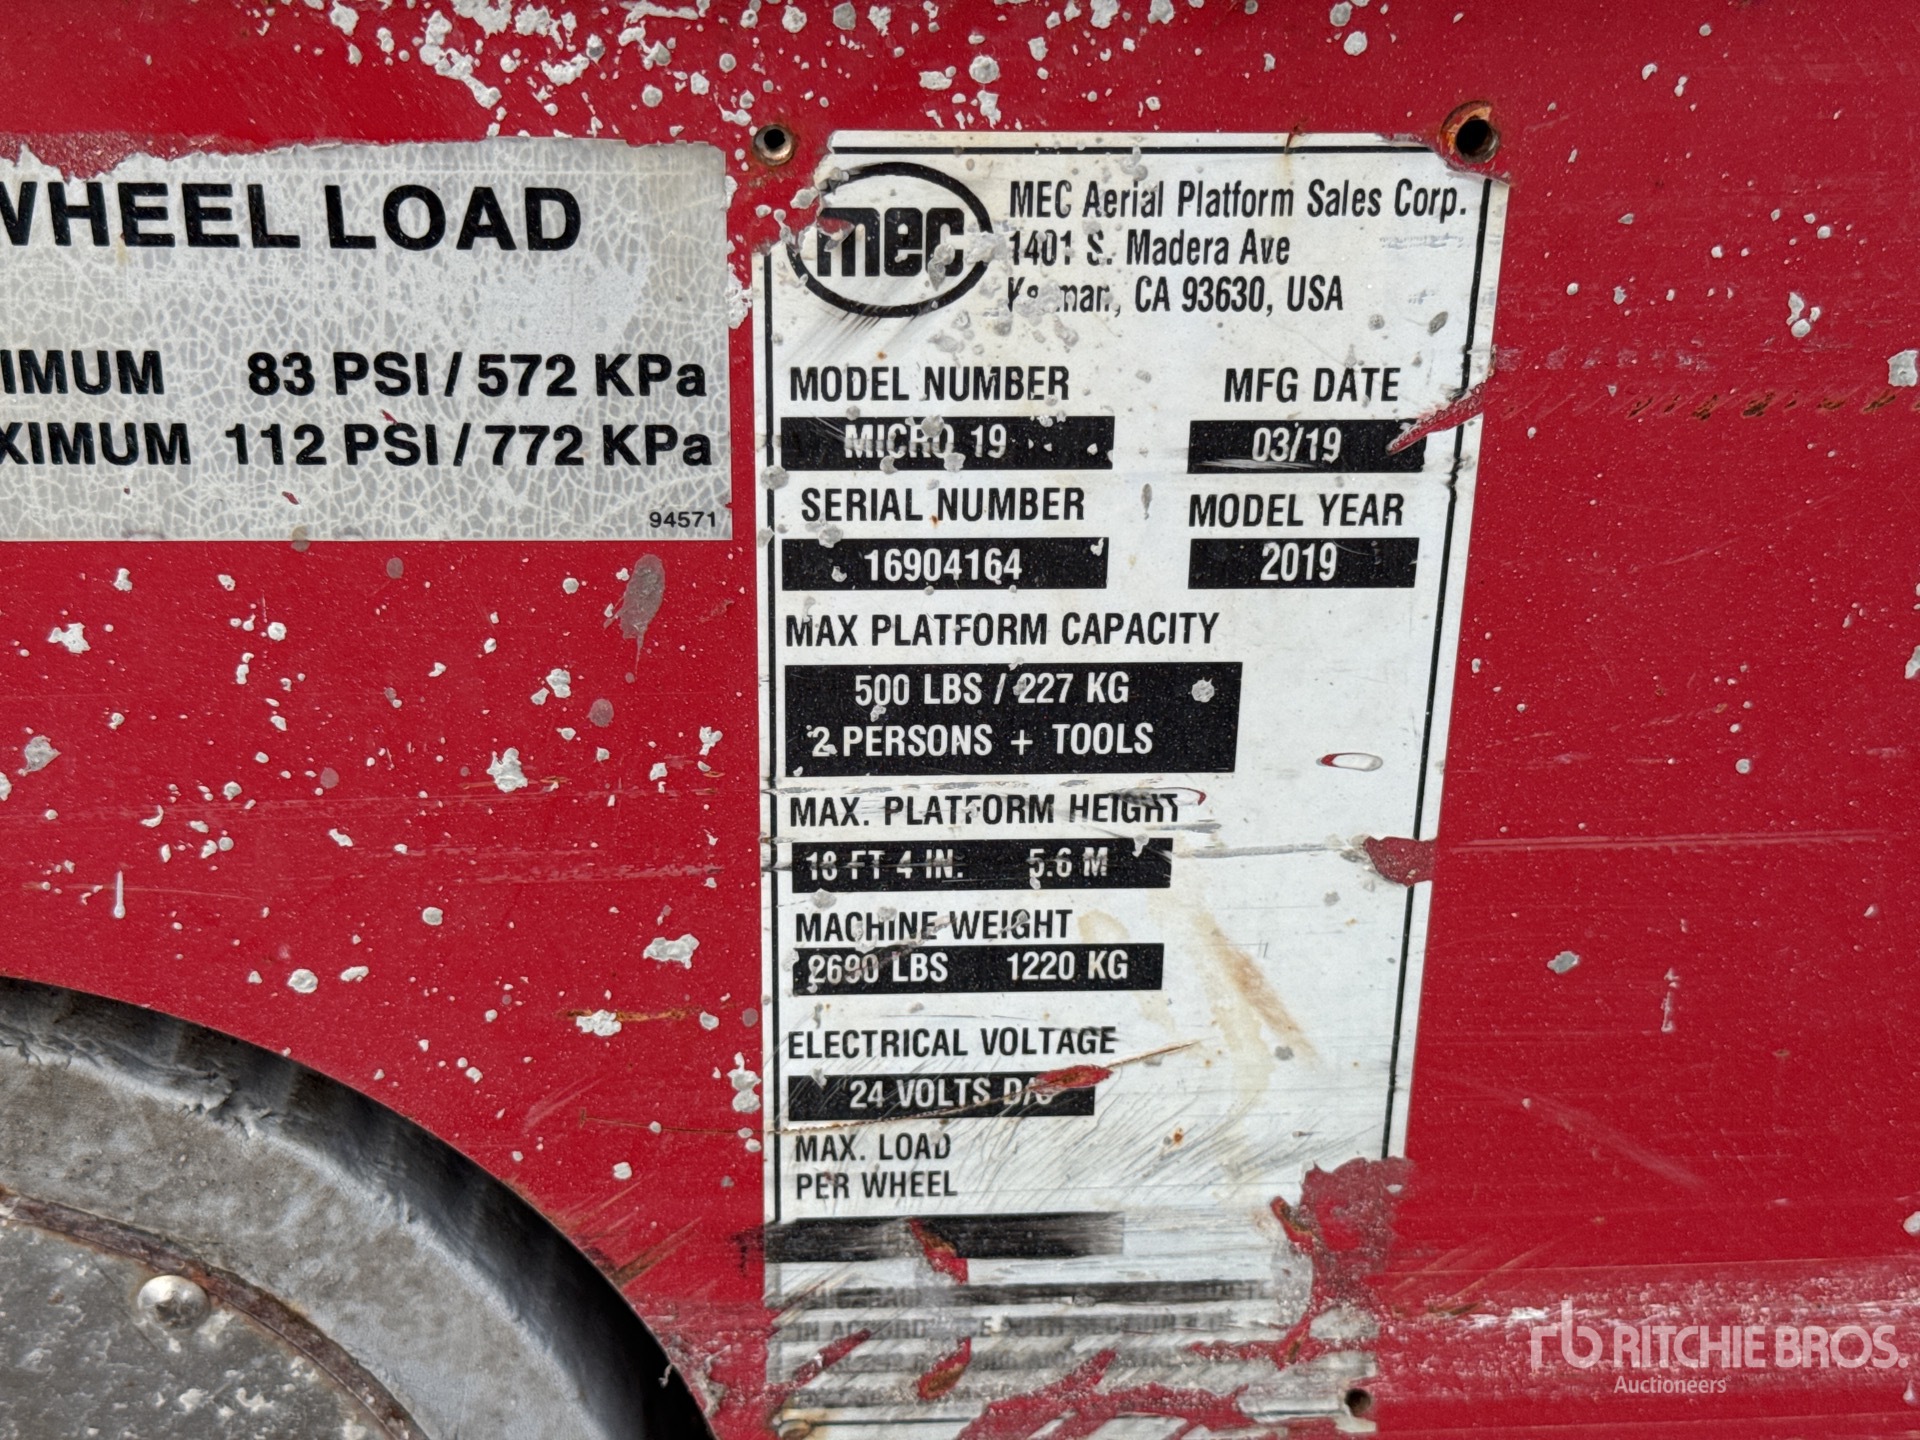 WHEEL LOAD
IMUM 83 PSI / 572 KPa
XIMUM 112 PSI / 772 KPa
94571
mec
MEC Aerial Platform Sales Corp.
1401 S. Madera Ave
CA 93630, USA
MODEL NUMBER MFG DATE
MICRO 19 03/19
SERIAL NUMBER MODEL YEAR
16904164 2019
MAX PLATFORM CAPACITY
500 LBS / 227 KG
2 PERSONS + TOOLS
MAX. PLATFORM HEIGHT
18 FT 4 IN. 5.6 M
MACHINE WEIGHT
2690 LBS 1220 KG
ELECTRICAL VOLTAGE
24 VOLTS D/C
MAX. LOAD
PER WHEEL
rb RITCHIE BROS.
Auctioneers